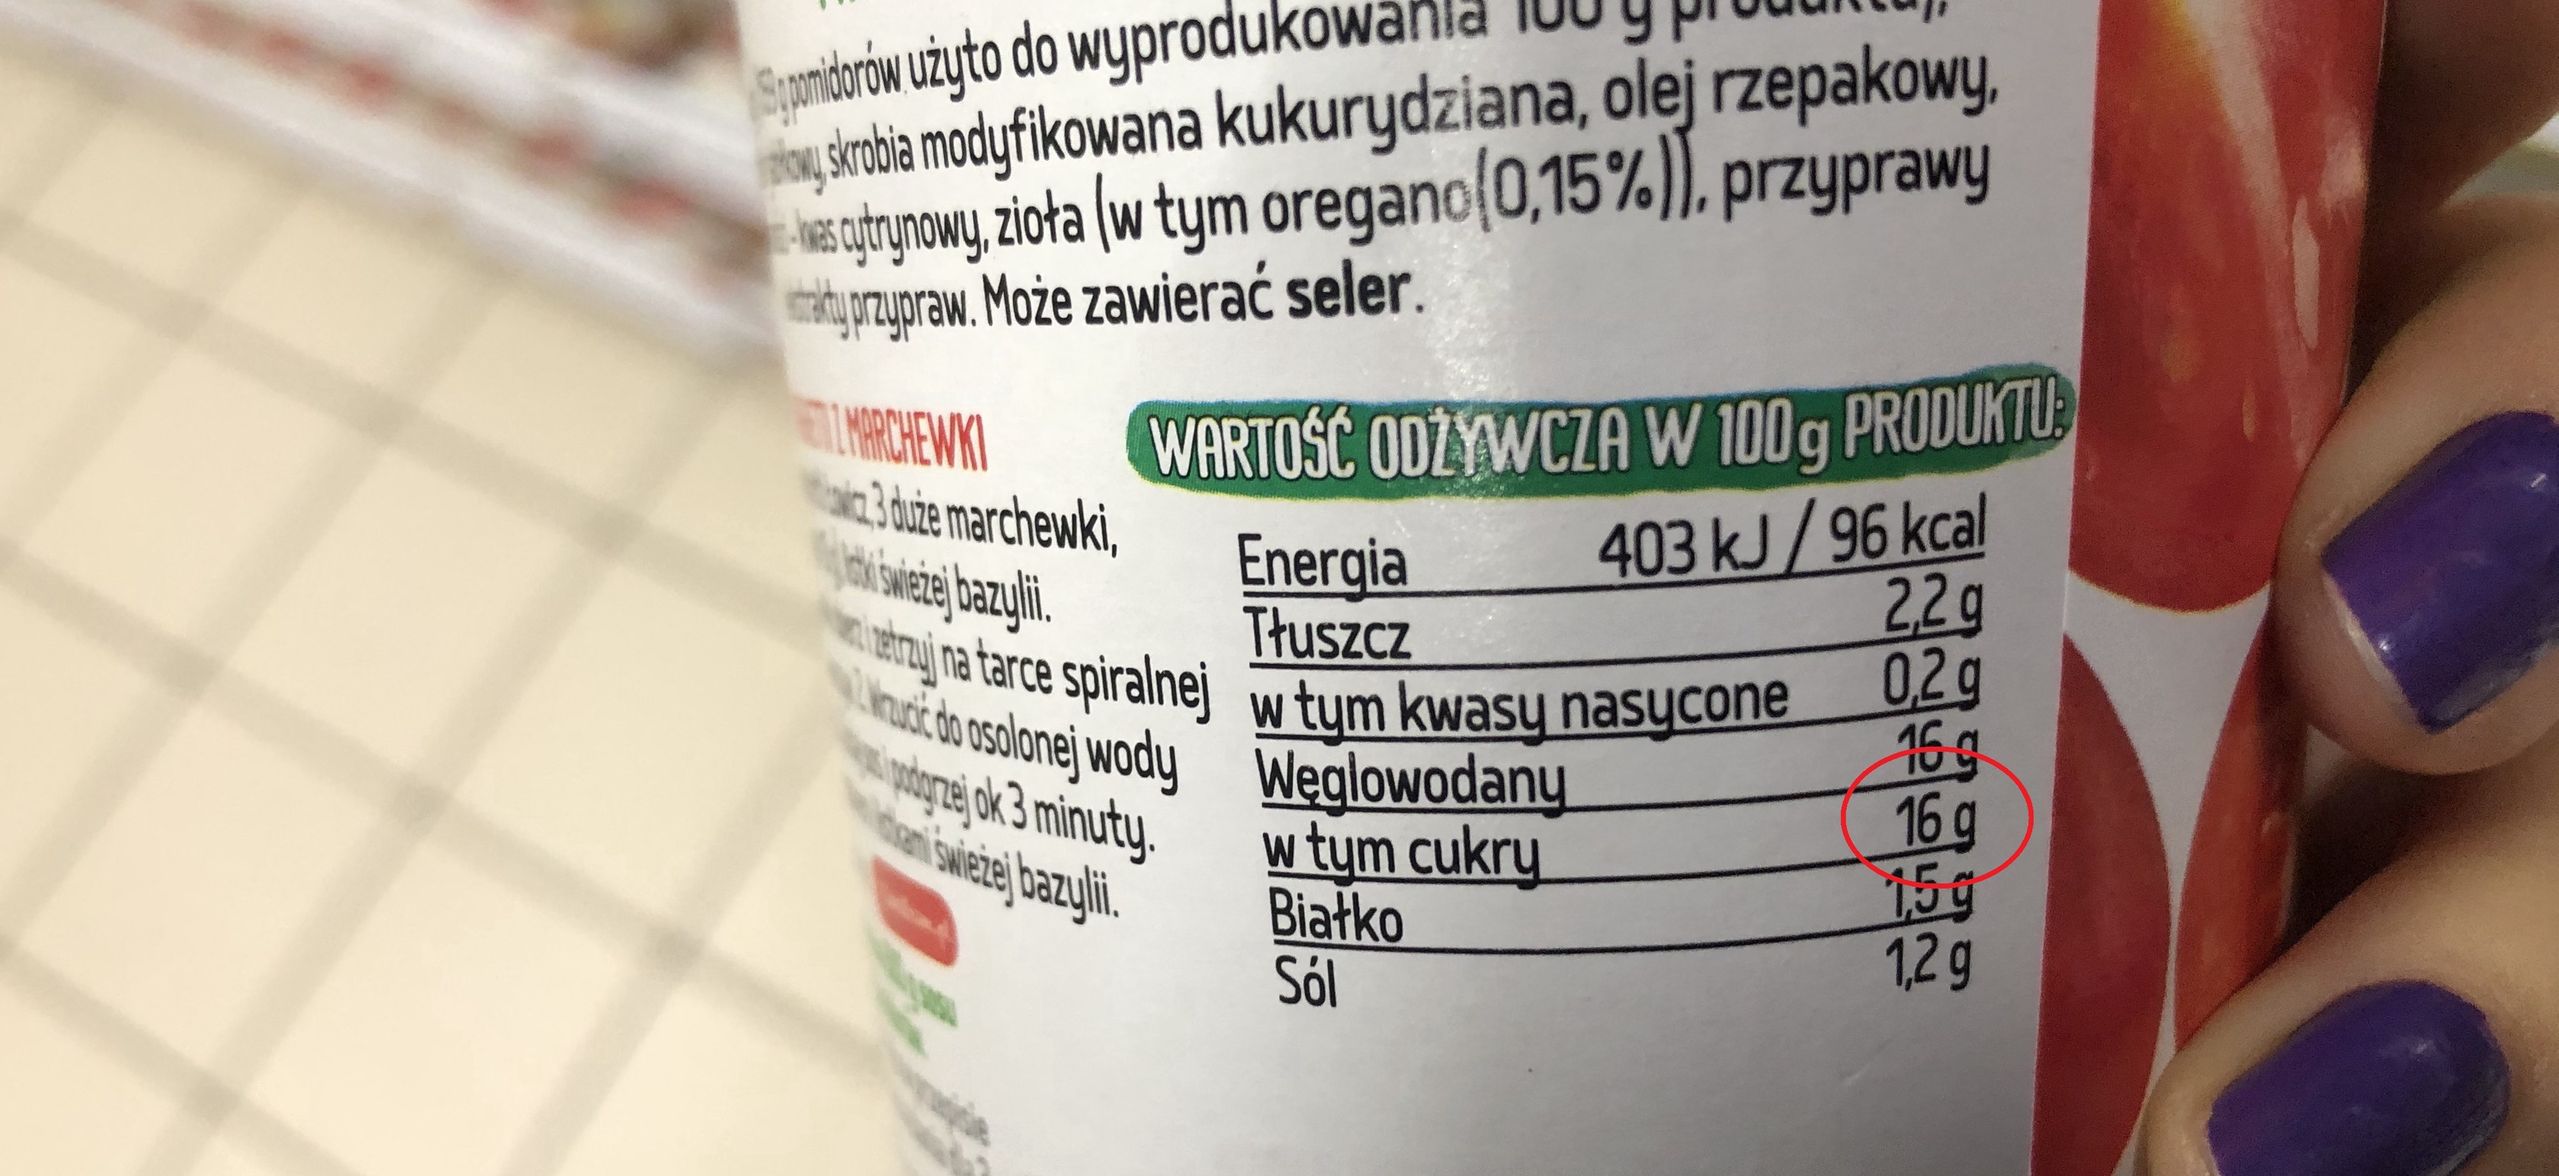 g pomidorów użyto do wyprodukowania 100 g produktu),
skrobia modyfikowana kukurydziana, olej rzepakowy,
- kwas cytrynowy, zioła (w tym oregano(0,15%)), przyprawy
przypraw. Może zawierać seler.
Z MARCHEWKI
3 duże marchewki,
świeżej bazylii.
i zetrzyj na tarce spiralnej
2. Wrzucić do osolonej wody
i podgrzej ok 3 minuty.
świeżej bazylii.
WARTOŚĆ ODŻYWCZA W 100g PRODUKTU:
Energia 403 kJ / 96 kcal
Tłuszcz 2,2 g
w tym kwasy nasycone 0,2 g
Węglowodany 16 g
w tym cukry 16 g
Białko 1,5 g
Sól 1,2 g